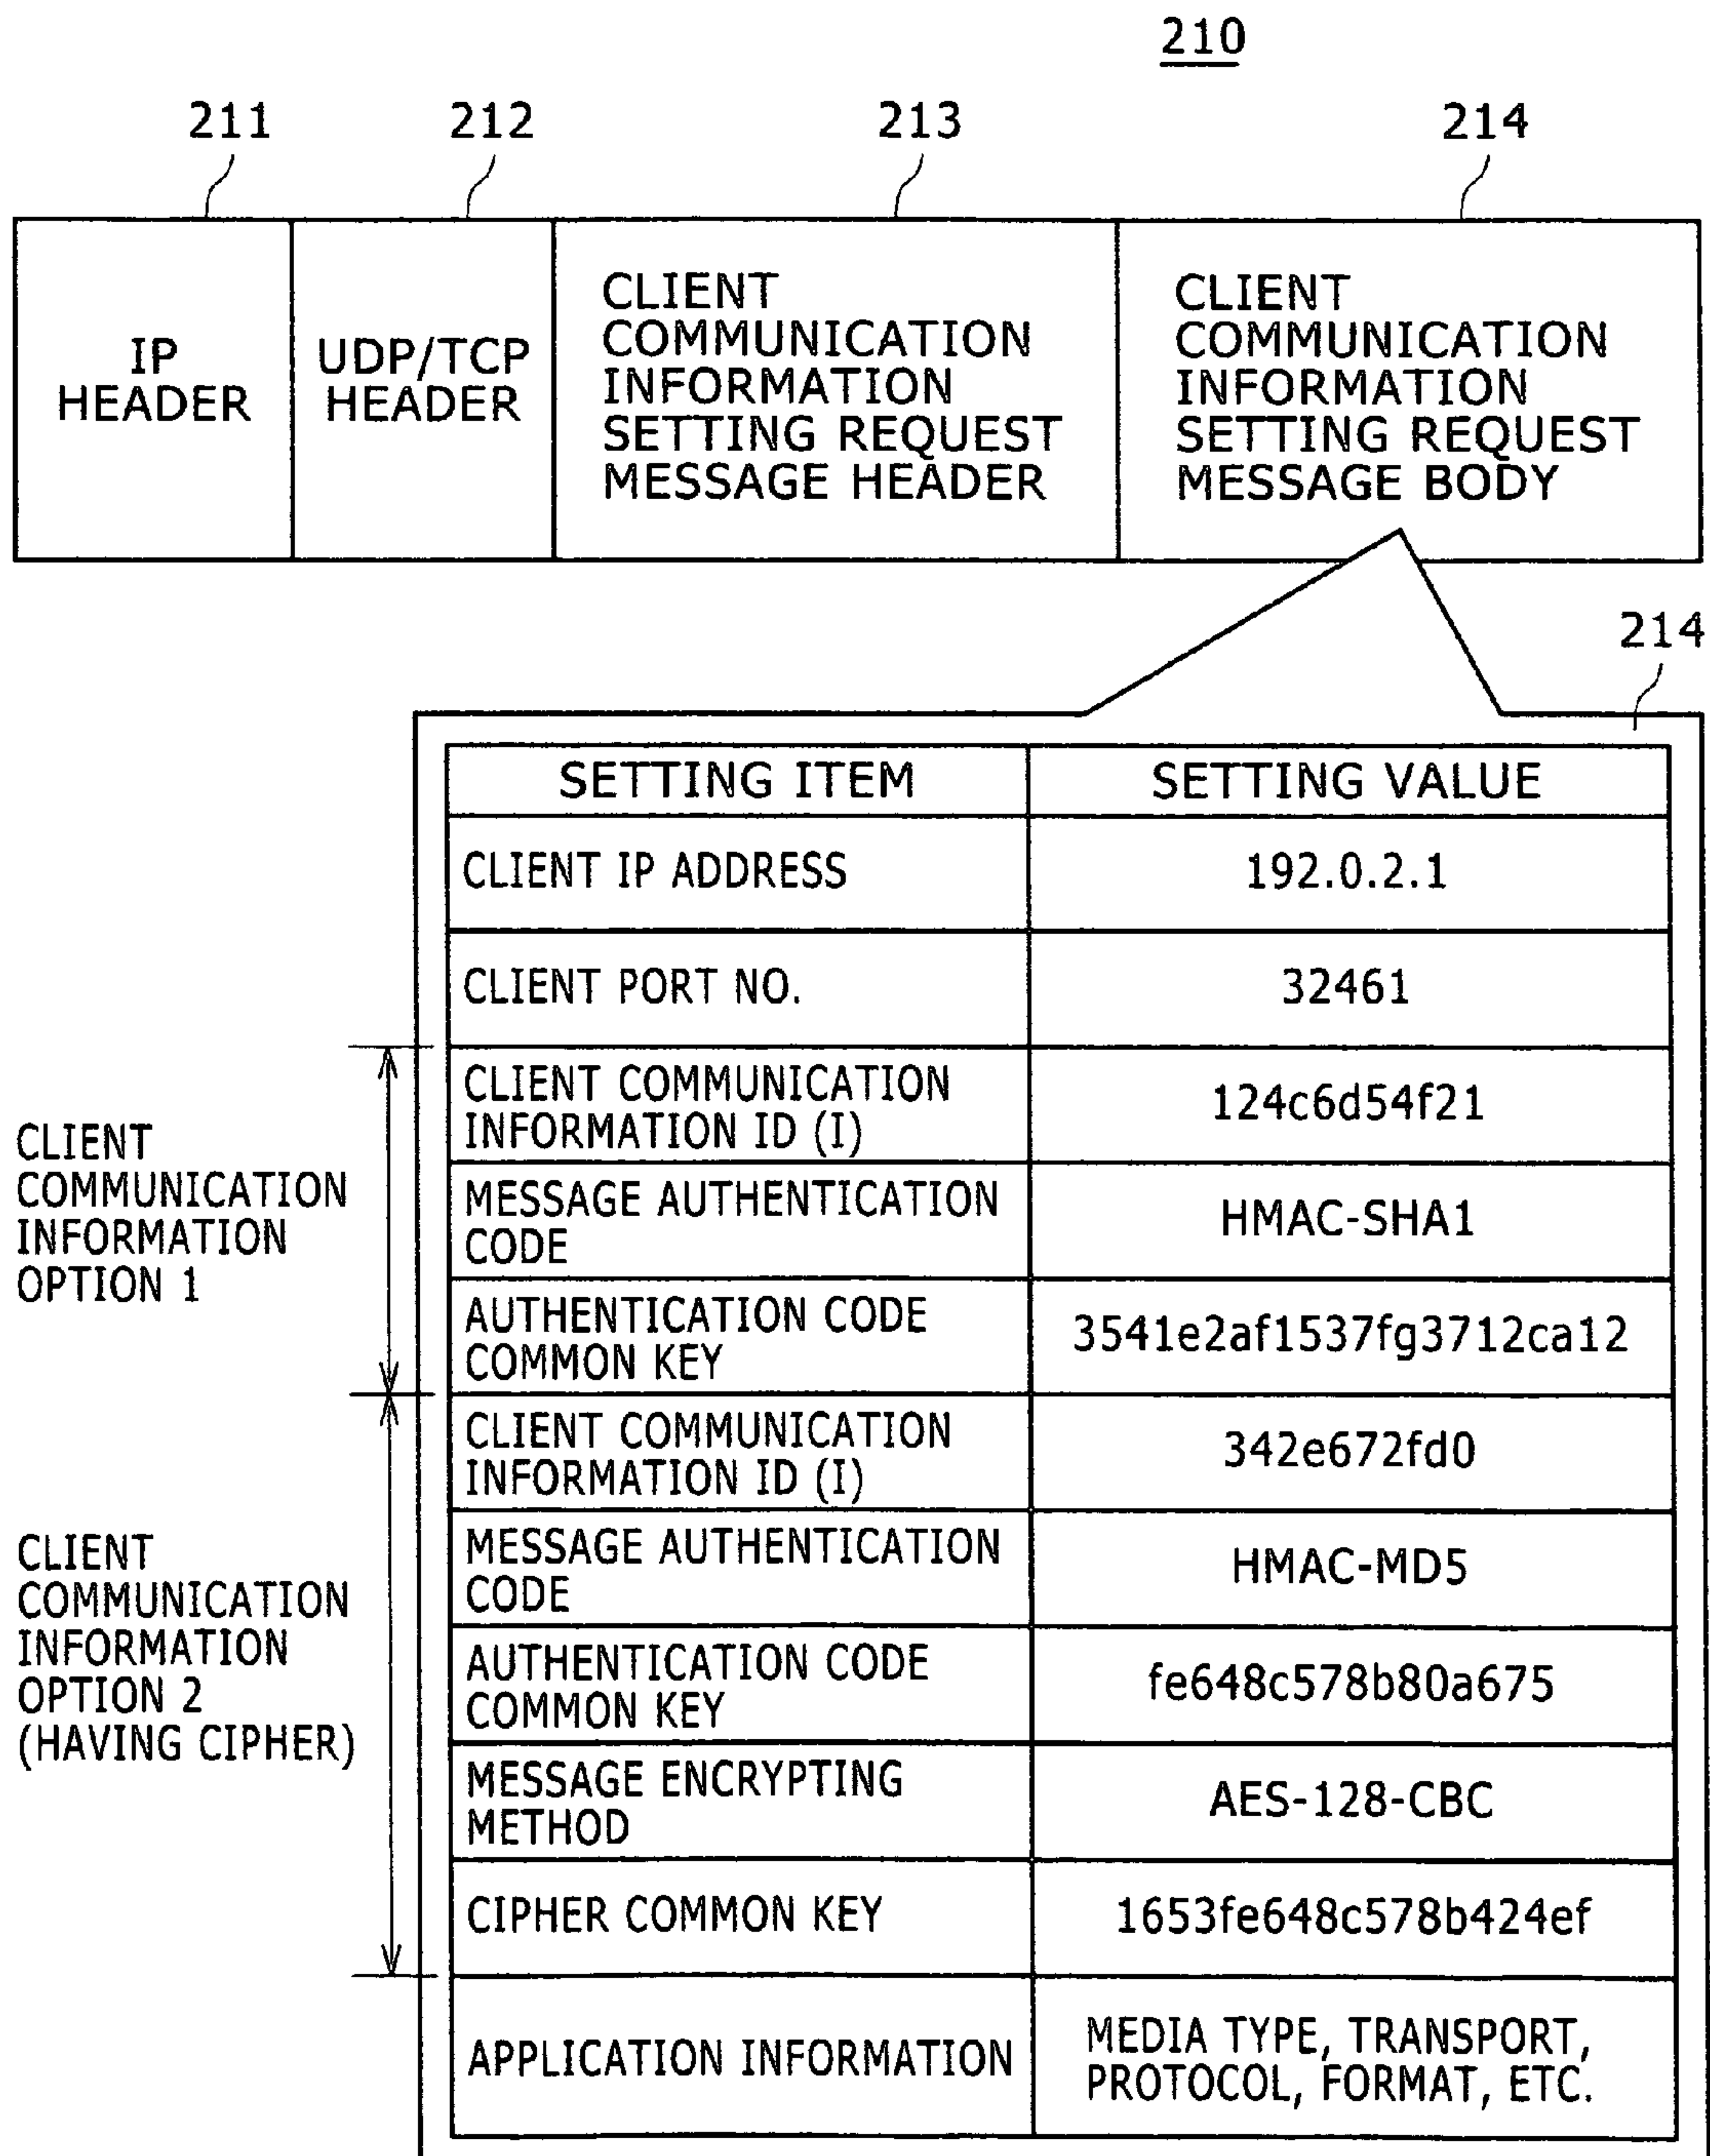 210
211 212 213 214
IP
HEADER
UDP/TCP
HEADER
CLIENT
COMMUNICATION
INFORMATION
SETTING REQUEST
MESSAGE HEADER
CLIENT
COMMUNICATION
INFORMATION
SETTING REQUEST
MESSAGE BODY
214
SETTING ITEM SETTING VALUE
CLIENT IP ADDRESS 192.0.2.1
CLIENT PORT NO. 32461
CLIENT
COMMUNICATION
INFORMATION
OPTION 1
CLIENT COMMUNICATION
INFORMATION ID (I)
124c6d54f21
MESSAGE AUTHENTICATION
CODE
HMAC-SHA1
AUTHENTICATION CODE
COMMON KEY
3541e2af1537fg3712ca12
CLIENT
COMMUNICATION
INFORMATION
OPTION 2
(HAVING CIPHER)
CLIENT COMMUNICATION
INFORMATION ID (I)
342e672fd0
MESSAGE AUTHENTICATION
CODE
HMAC-MD5
AUTHENTICATION CODE
COMMON KEY
fe648c578b80a675
MESSAGE ENCRYPTING
METHOD
AES-128-CBC
CIPHER COMMON KEY 1653fe648c578b424ef
APPLICATION INFORMATION
MEDIA TYPE, TRANSPORT,
PROTOCOL, FORMAT, ETC.